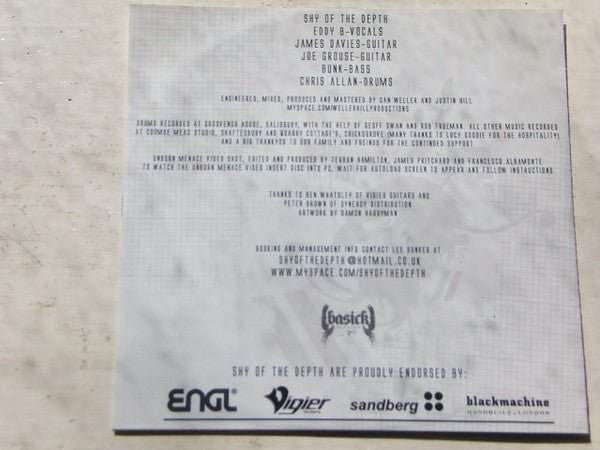 SHY OF THE DEPTH
EDDY B-VOCALS
JAMES DAVIES-GUITAR
JOE GROUSE-GUITAR
BUNK-BASS
CHRIS ALLAN-DRUMS
ENGINEERED, MIXED, PRODUCED AND MASTERED BY DAN WELLER AND JUSTIN HILL
MYSPACE.COM/WELLERHILLPRODUCTIONS
DRUMS RECORDED AT GROSVENOR HOUSE, SALISBURY, WITH THE HELP OF GEOFF SWAN AND ROB TRUEMAN. ALL OTHER MUSIC RECORDED
AT COOMBE MEAD STUDIO, SHAFTESBURY AND QUARRY COTTAGE'S, CHICKSGROVE (MANY THANKS TO LUCY GOODIE FOR THE HOSPITALITY)
AND A BIG THANKYOU TO OUR FAMILY AND FREINDS FOR THE CONTINUED SUPPORT
UNBORN MENACE VIDEO SHOT, EDITED AND PRODUCED BY TERRAN HAMILTON, JAMES PRITCHARD AND FRANCESCO ALBAMONTE
TO WATCH THE UNBORN MENACE VIDEO INSERT DISC INTO PC, WAIT FOR AUTOLOAD SCREEN TO APPEAR AND FOLLOW INSTRUCTIONS
THANKS TO BEN WHATSLEY OF VIGIER GUITARS AND
PETER BROWN OF SYNERGY DISTRIBUTION
ARTWORK BY DAMON HARRYMAN
BOOKING AND MANAGEMENT INFO CONTACT LEE BUNKER AT
SHYOFTHEDEPTH@HOTMAIL.CO.UK
WWW.MYSPACE.COM/SHYOFTHEDEPTH
basick
SHY OF THE DEPTH ARE PROUDLY ENDORSED BY:
ENGL® Vigier sandberg blackmachine
HANDBUILT - LONDON